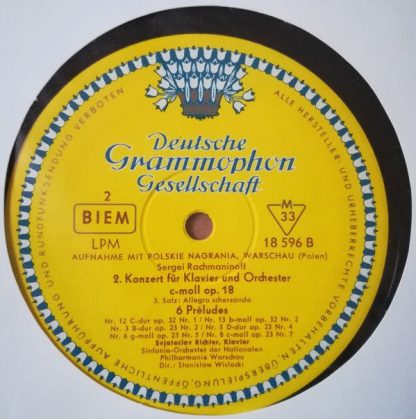 Deutsche
Grammophon
Gesellschaft
2
BIEM
LPM
M
33
18 596 B
AUFNAHME MIT POLSKIE NAGRANIA, WARSCHAU (Polen)
Sergei Rachmaninoff
2. Konzert für Klavier und Orchester
c-moll op. 18
3. Satz: Allegro scherzando
6 Préludes
Nr. 12 C-dur op. 32 Nr. 1 / Nr. 13 b-moll op. 32 Nr. 2
Nr. 3 B-dur op. 23 Nr. 2 / Nr. 5 D-dur op. 23 Nr. 4
Nr. 6 g-moll op. 23 Nr. 5 / Nr. 8 c-moll op. 23 Nr. 7
Svjatoslav Richter, Klavier
Sinfonie-Orchester der Nationalen
Philharmonie Warschau
Dir.: Stanislaw Wislocki
ALLE HERSTELLER- UND URHEBERRECHTE VORBEHALTEN, ÜBERSPIELUNG, ÖFFENTLICHE AUFFÜHRUNG UND RUNDFUNKSENDUNG VERBOTEN